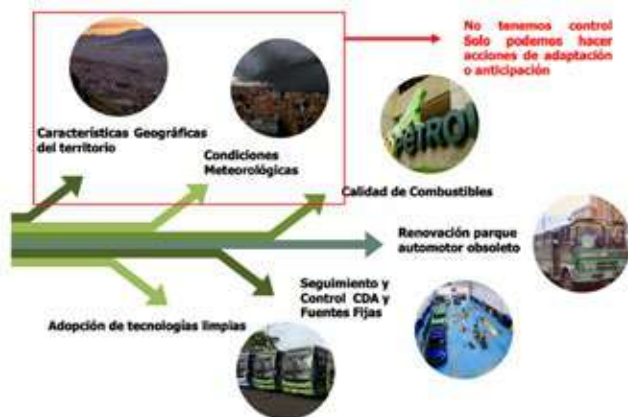 No tenemos control
Solo podemos hacer
acciones de adaptación
o anticipación
Características Geográficas
del territorio
Condiciones
Meteorológicas
PETROL
Calidad de Combustibles
Renovación parque
automotor obsoleto
Seguimiento y
Control CDA y
Fuentes Fijas
Adopción de tecnologías limpias